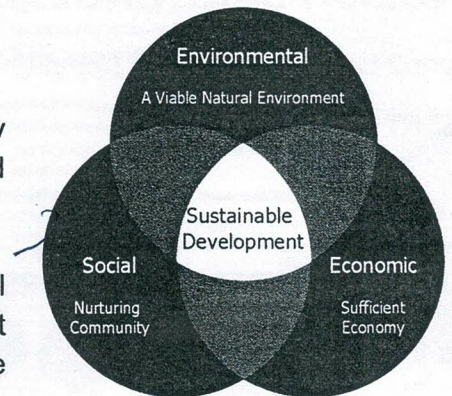 Environmental
A Viable Natural Environment
Sustainable
Development
Social
Economic
Nurturing
Community
Sufficient
Economy